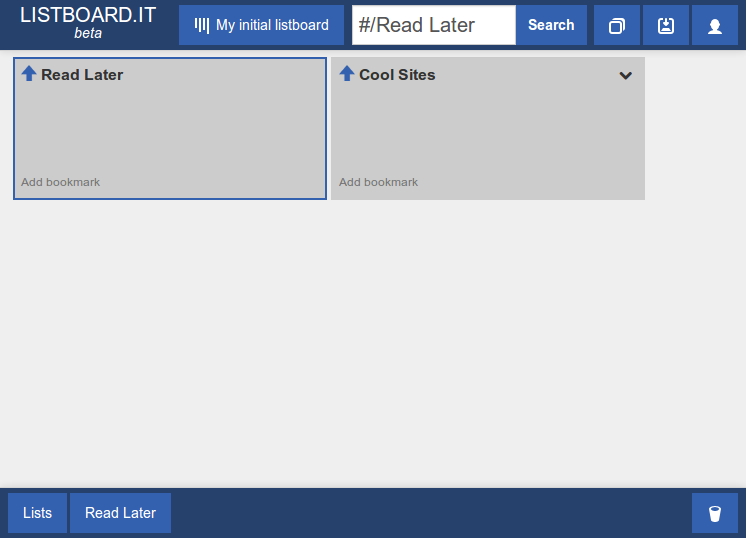 LISTBOARD.IT
beta
My initial listboard
#/Read Later
Search
Read Later
Cool Sites
Add bookmark
Add bookmark
Lists
Read Later